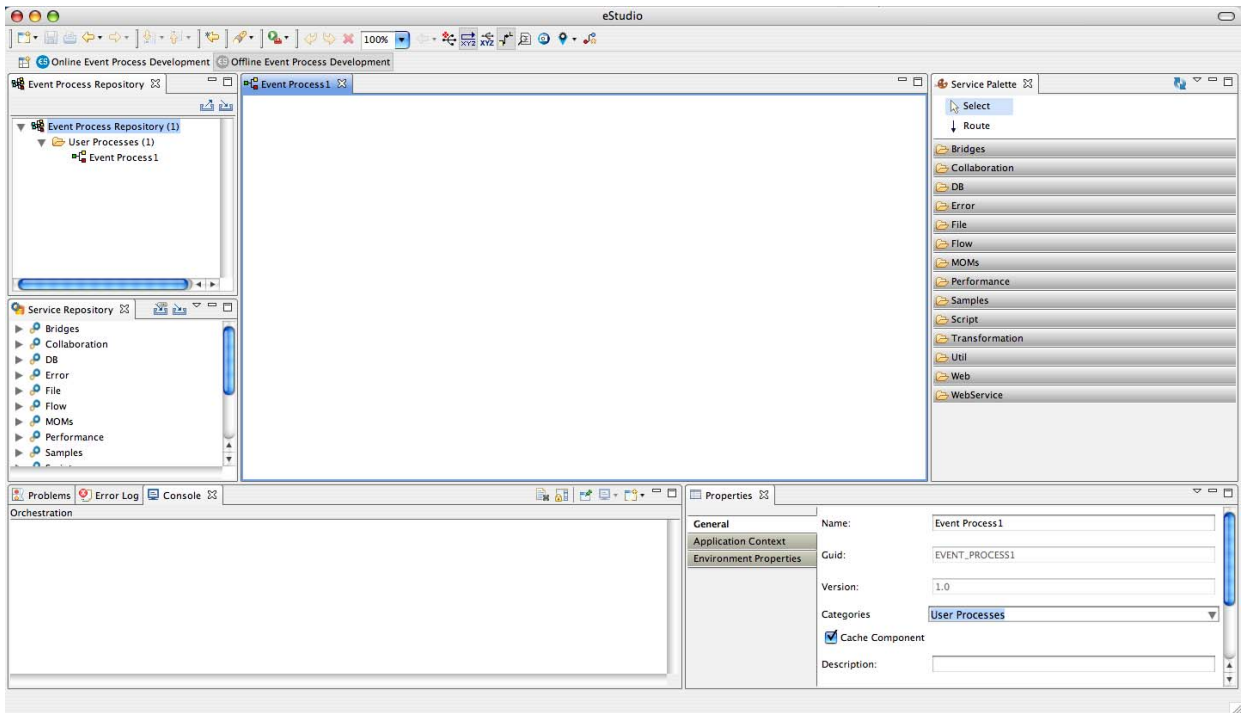 eStudio
100%
XYZ XYZ
Online Event Process Development Offline Event Process Development
Event Process Repository
Event Process Repository (1)
User Processes (1)
Event Process1
Service Repository
Bridges
Collaboration
DB
Error
File
Flow
MOMs
Performance
Samples
Event Process1
Service Palette
Select
Route
Bridges
Collaboration
DB
Error
File
Flow
MOMs
Performance
Samples
Script
Transformation
Util
Web
WebService
Problems Error Log Console
Orchestration
Properties
General
Application Context
Environment Properties
Name: Event Process1
Guid: EVENT_PROCESS1
Version: 1.0
Categories User Processes
Cache Component
Description: